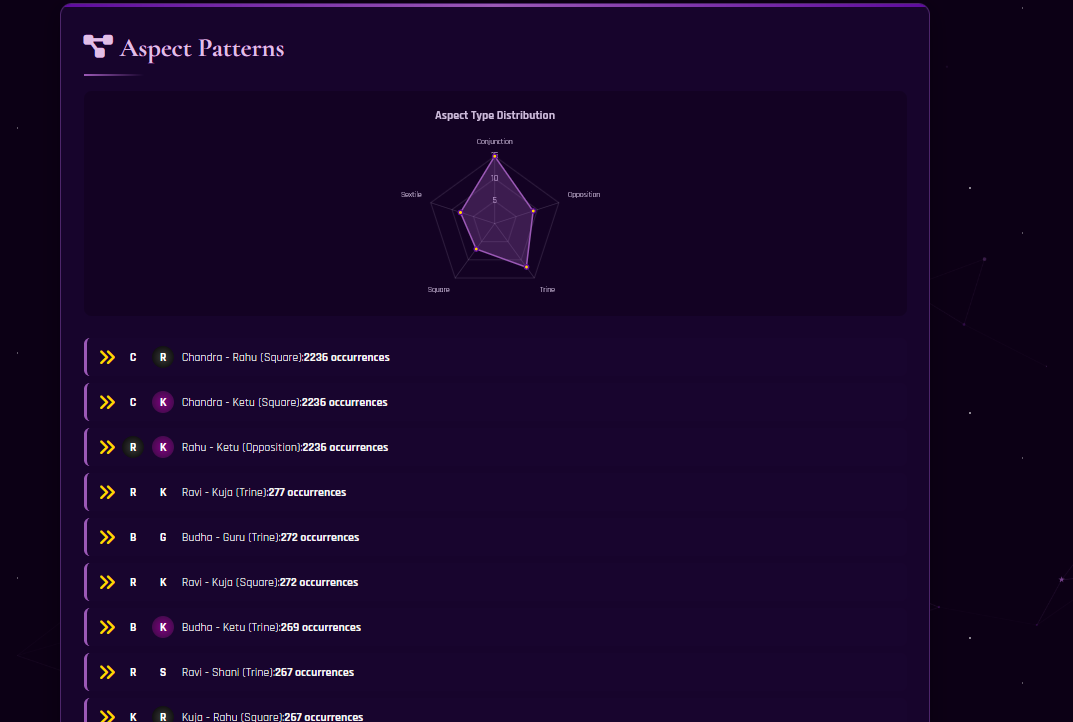 Aspect Patterns
Aspect Type Distribution
Conjunction
10
Sextile
Opposition
5
Square
Trine
C R Chandra - Rahu (Square):2236 occurrences
C K Chandra - Ketu (Square):2236 occurrences
R K Rahu - Ketu (Opposition):2236 occurrences
R K Ravi - Kuja (Trine):277 occurrences
B G Budha - Guru (Trine):272 occurrences
R K Ravi - Kuja (Square):272 occurrences
B K Budha - Ketu (Trine):269 occurrences
R S Ravi - Shani (Trine):267 occurrences
K R Kuja - Rahu (Square):267 occurrences